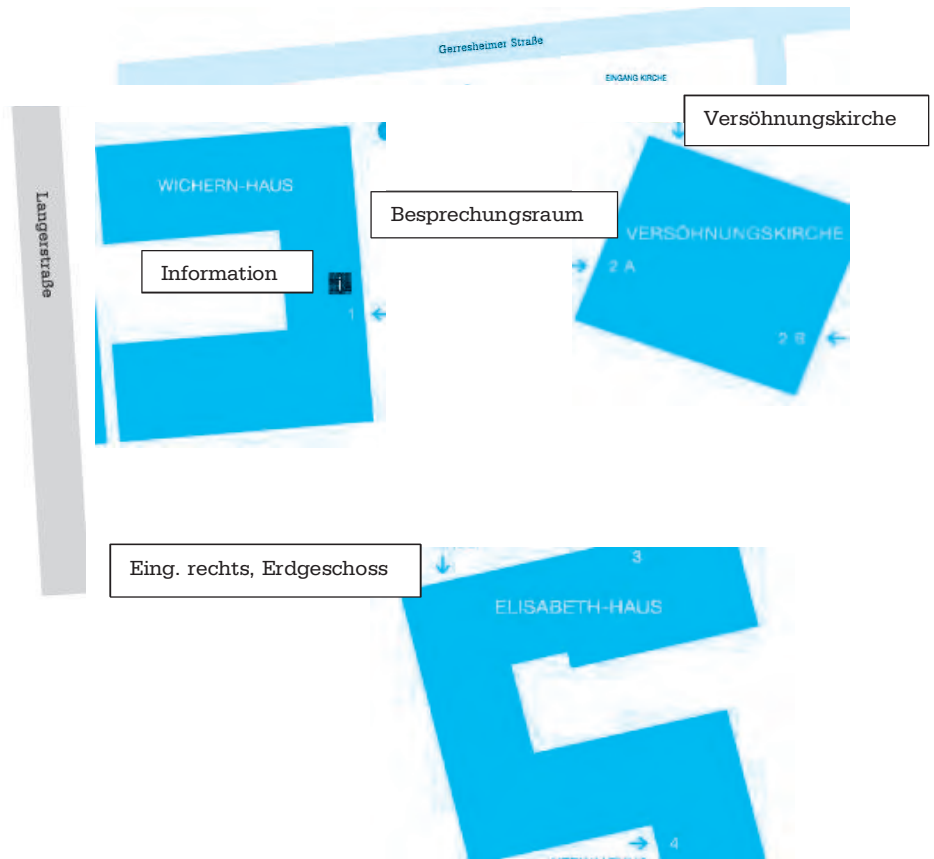 Gerresheimer Straße
EINGANG KIRCHE
Versöhnungskirche
Langerstraße
WICHERN-HAUS
Besprechungsraum
VERSÖHNUNGSKIRCHE
Information
i
2 A
1
2 B
Eing. rechts, Erdgeschoss
3
ELISABETH-HAUS
4